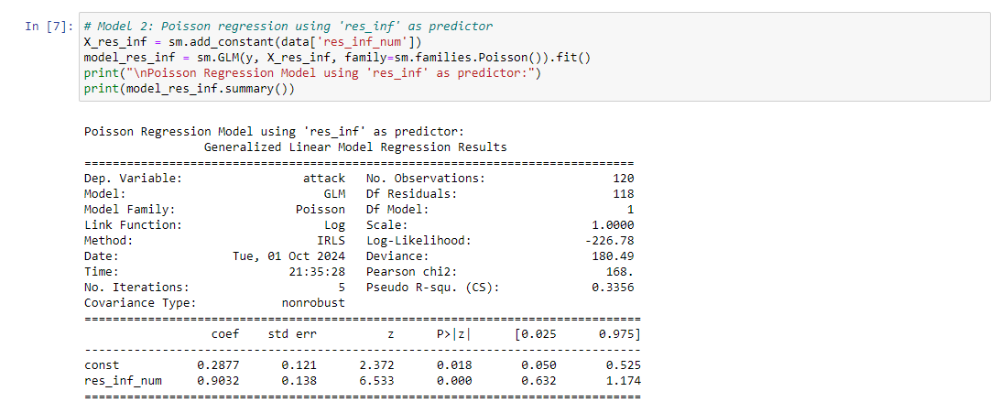 In [7]: # Model 2: Poisson regression using 'res_inf' as predictor
X_res_inf = sm.add_constant(data['res_inf_num'])
model_res_inf = sm.GLM(y, X_res_inf, family=sm.families.Poisson()).fit()
print("\nPoisson Regression Model using 'res_inf' as predictor:")
print(model_res_inf.summary())
Poisson Regression Model using 'res_inf' as predictor:
Generalized Linear Model Regression Results
==============================================================================
Dep. Variable: attack No. Observations: 120
Model: GLM Df Residuals: 118
Model Family: Poisson Df Model: 1
Link Function: Log Scale: 1.0000
Method: IRLS Log-Likelihood: -226.78
Date: Tue, 01 Oct 2024 Deviance: 180.49
Time: 21:35:28 Pearson chi2: 168.
No. Iterations: 5 Pseudo R-squ. (CS): 0.3356
Covariance Type: nonrobust
===============================================================================
coef std err z P>|z| [0.025 0.975]
-------------------------------------------------------------------------------
const 0.2877 0.121 2.372 0.018 0.050 0.525
res_inf_num 0.9032 0.138 6.533 0.000 0.632 1.174
===============================================================================